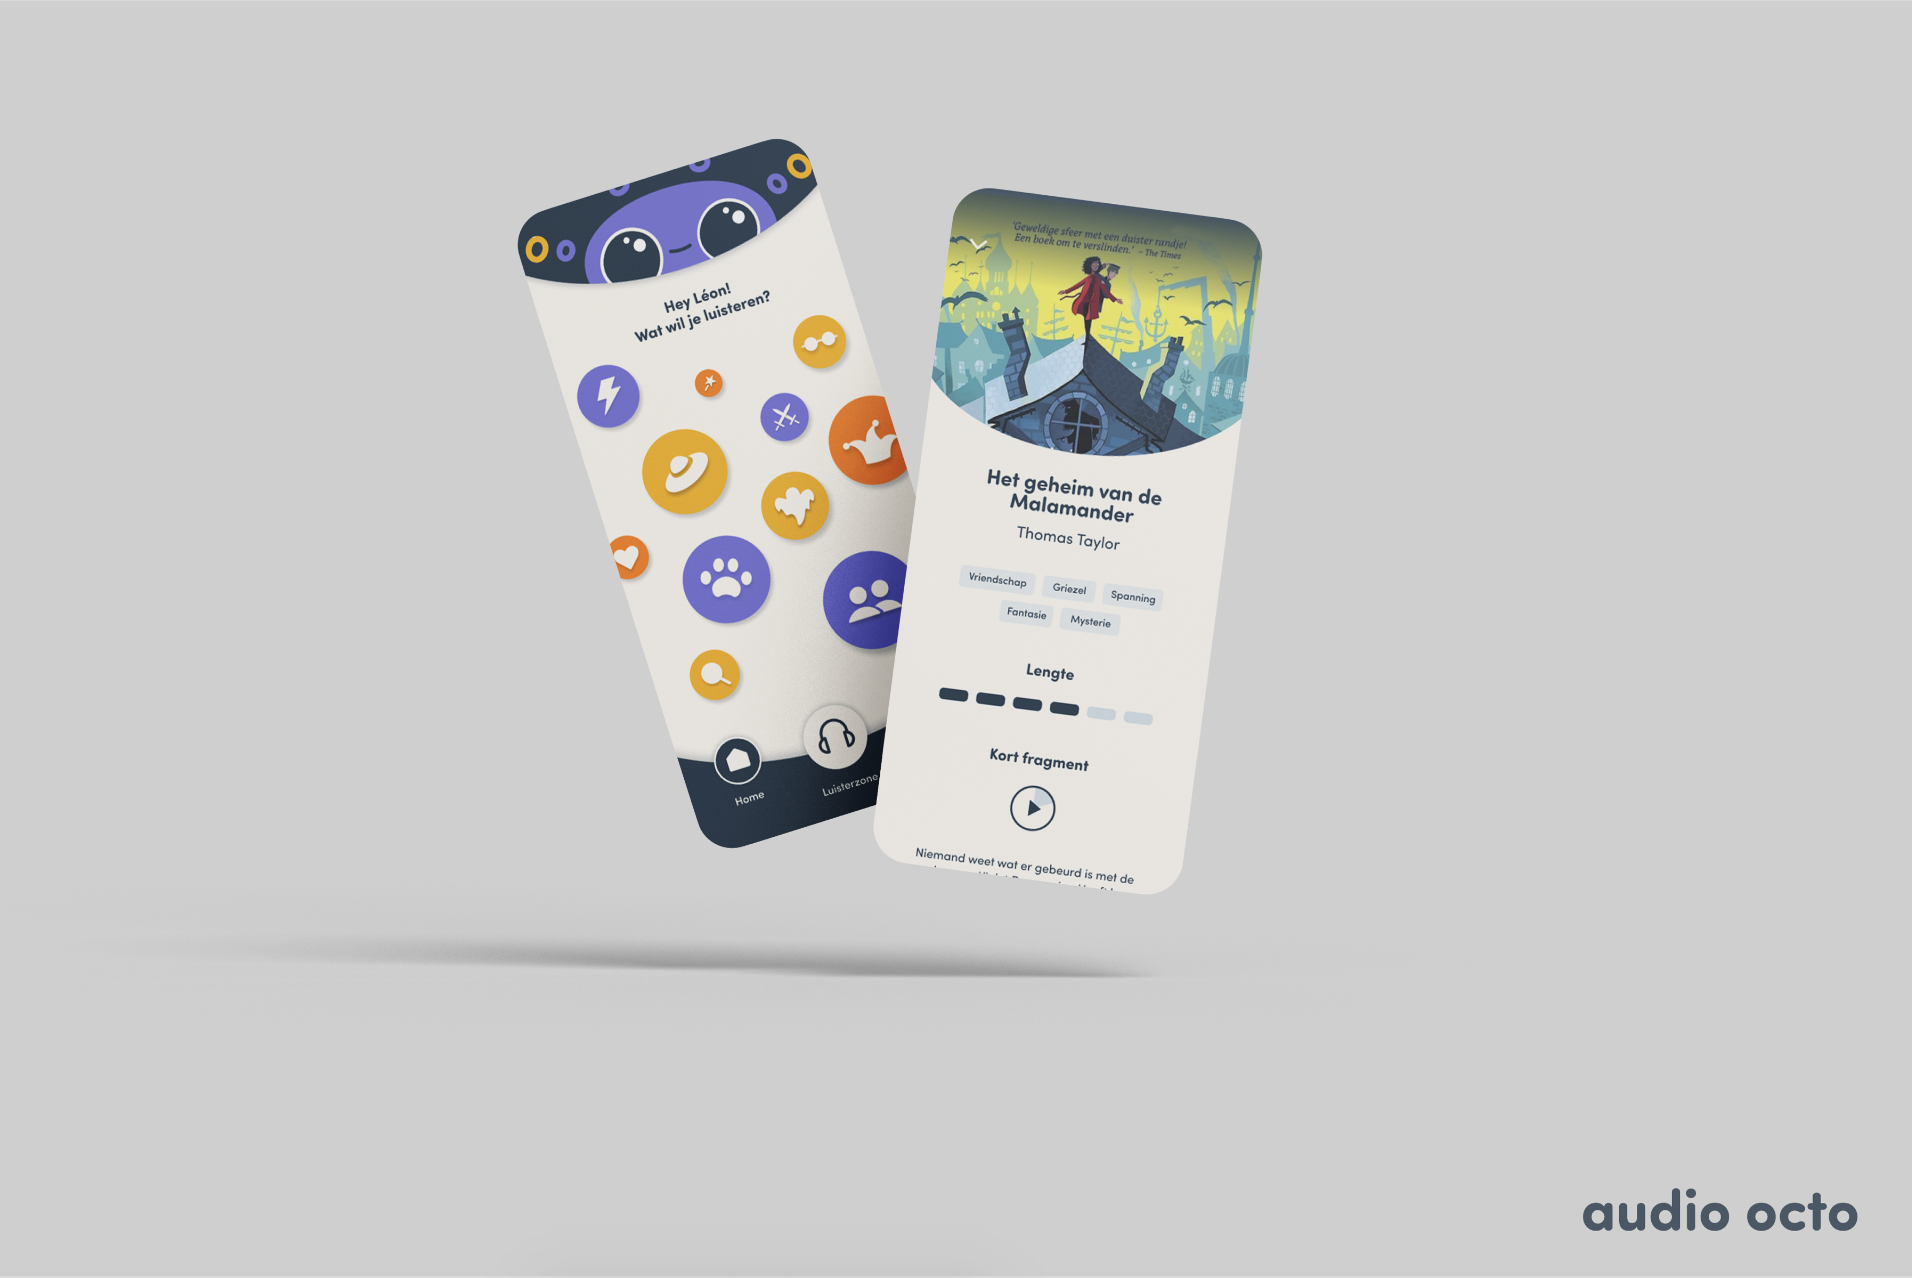 Hey Léon!
Wat wil je luisteren?
Home
Luisterzone
'Geweldige sfeer met een duister randje!
Een boek om te verslinden.' – The Times
Het geheim van de
Malamander
Thomas Taylor
Vriendschap
Griezel
Spanning
Fantasie
Mysterie
Lengte
Kort fragment
Niemand weet wat er gebeurd is met de
audio octo